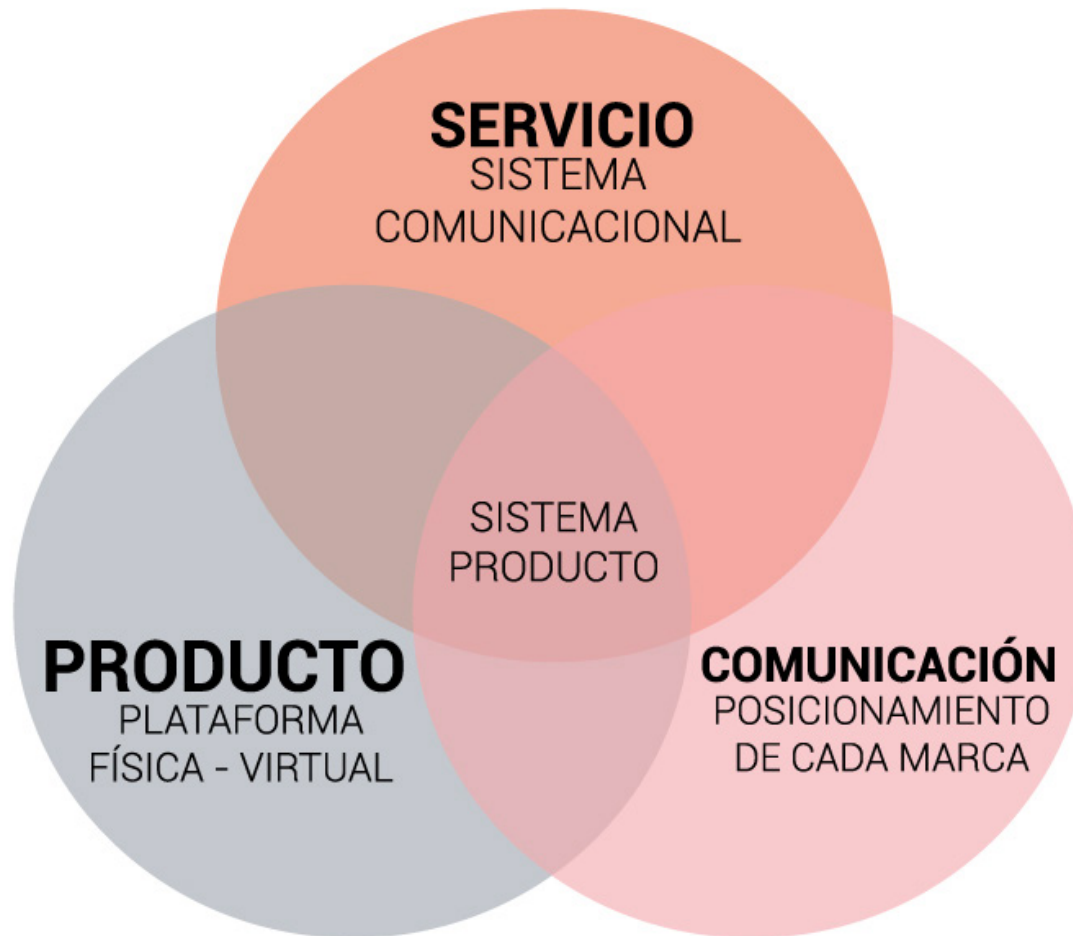 SERVICIO
SISTEMA
COMUNICACIONAL
SISTEMA
PRODUCTO
PRODUCTO
PLATAFORMA
FÍSICA - VIRTUAL
COMUNICACIÓN
POSICIONAMIENTO
DE CADA MARCA